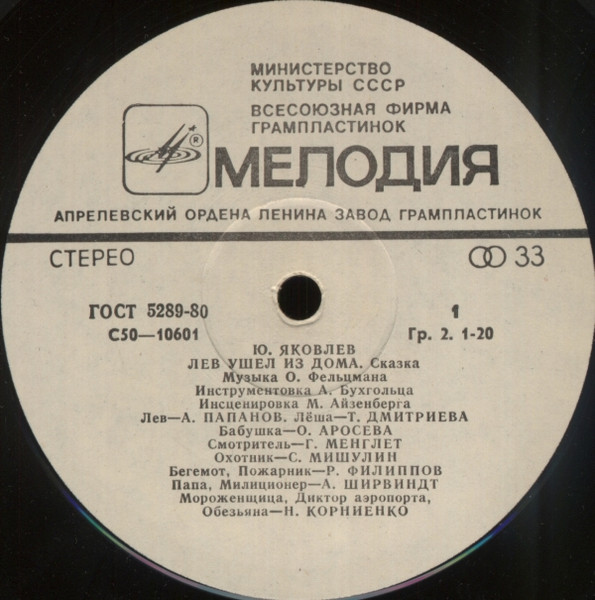 МИНИСТЕРСТВО
КУЛЬТУРЫ СССР
ВСЕСОЮЗНАЯ ФИРМА
ГРАМПЛАСТИНОК
®
МЕЛОДИЯ
АПРЕЛЕВСКИЙ ОРДЕНА ЛЕНИНА ЗАВОД ГРАМПЛАСТИНОК
СТЕРЕО 33
ГОСТ 5289-80 1
С50—10601 Гр. 2. 1-20
Ю. ЯКОВЛЕВ
ЛЕВ УШЕЛ ИЗ ДОМА. Сказка
Музыка О. Фельцмана
Инструментовка А. Бухгольца
Инсценировка М. Айзенберга
Лев—А. ПАПАНОВ. Лёша—Т. ДМИТРИЕВА
Бабушка—О. АРОСЕВА
Смотритель—Г. МЕНГЛЕТ
Охотник—С. МИШУЛИН
Бегемот, Пожарник—Р. ФИЛИППОВ
Папа, Милиционер—А. ШИРВИНДТ
Мороженщица, Диктор аэропорта,
Обезьяна—Н. КОРНИЕНКО